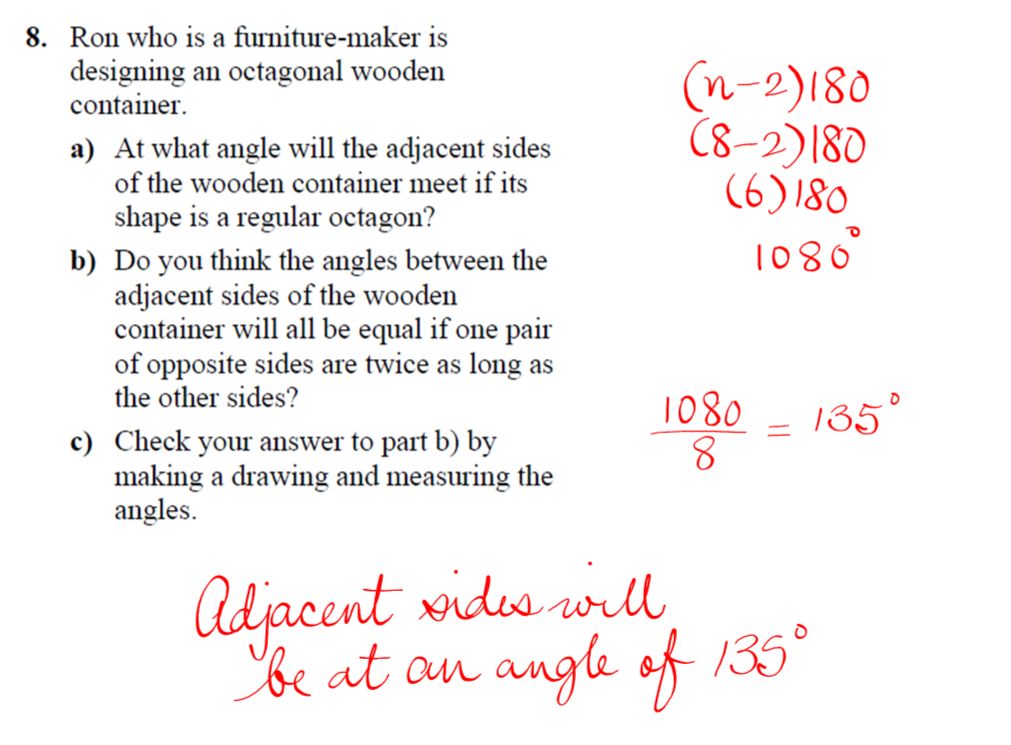 8. Ron who is a furniture-maker is
designing an octagonal wooden
container.
a) At what angle will the adjacent sides
of the wooden container meet if its
shape is a regular octagon?
b) Do you think the angles between the
adjacent sides of the wooden
container will all be equal if one pair
of opposite sides are twice as long as
the other sides?
c) Check your answer to part b) by
making a drawing and measuring the
angles.
(n-2)180
(8-2)180
(6)180
1080°
1080/8 = 135°
Adjacent sides will
be at an angle of 135°